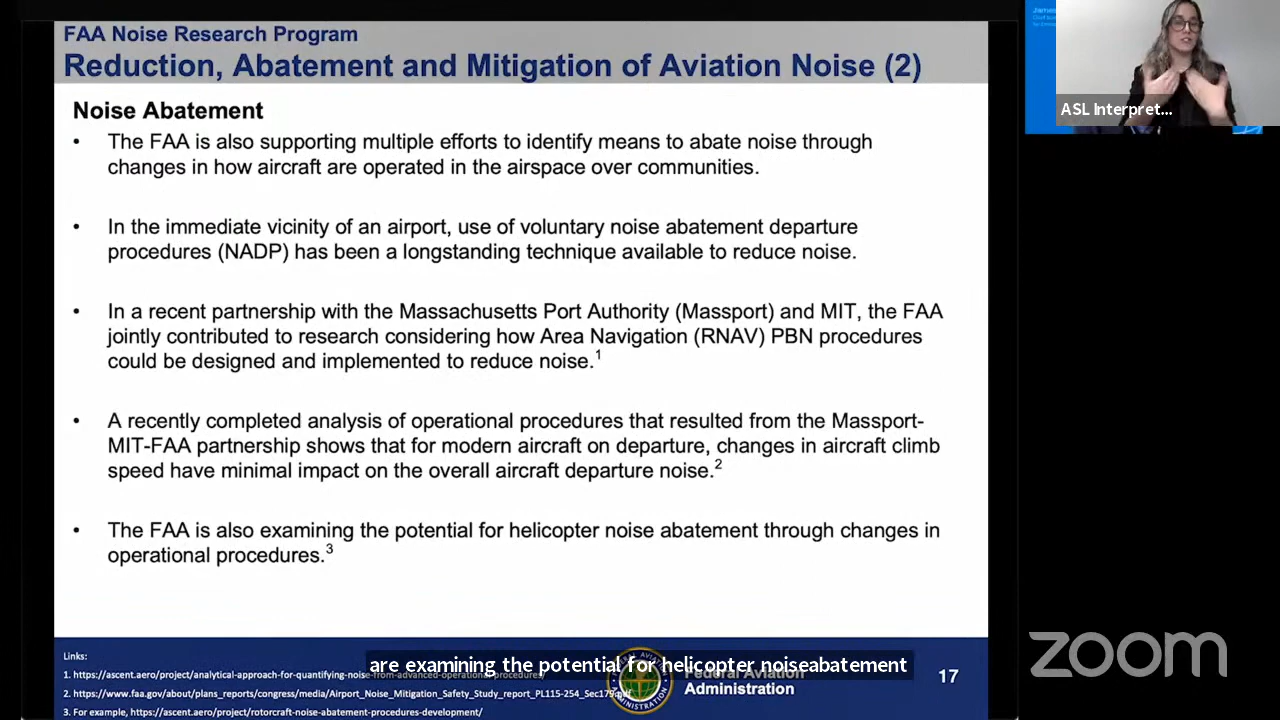 FAA Noise Research Program
Reduction, Abatement and Mitigation of Aviation Noise (2)
Noise Abatement
• The FAA is also supporting multiple efforts to identify means to abate noise through
changes in how aircraft are operated in the airspace over communities.
• In the immediate vicinity of an airport, use of voluntary noise abatement departure
procedures (NADP) has been a longstanding technique available to reduce noise.
• In a recent partnership with the Massachusetts Port Authority (Massport) and MIT, the FAA
jointly contributed to research considering how Area Navigation (RNAV) PBN procedures
could be designed and implemented to reduce noise.1
• A recently completed analysis of operational procedures that resulted from the Massport-
MIT-FAA partnership shows that for modern aircraft on departure, changes in aircraft climb
speed have minimal impact on the overall aircraft departure noise.2
• The FAA is also examining the potential for helicopter noise abatement through changes in
operational procedures.3
Links:
1. https://ascent.aero/project/analytical-approach-for-quantifying-noise-from-advanced-operational-procedures/
2. https://www.faa.gov/about/plans_reports/congress/media/Airport_Noise_Mitigation_Safety_Study_report_PL115-254_Sec179.pdf
3. For example, https://ascent.aero/project/rotorcraft-noise-abatement-procedures-development/
are examining the potential for helicopter noiseabatement
Federal Aviation
Administration
17
James
ASL Interpret...
zoom